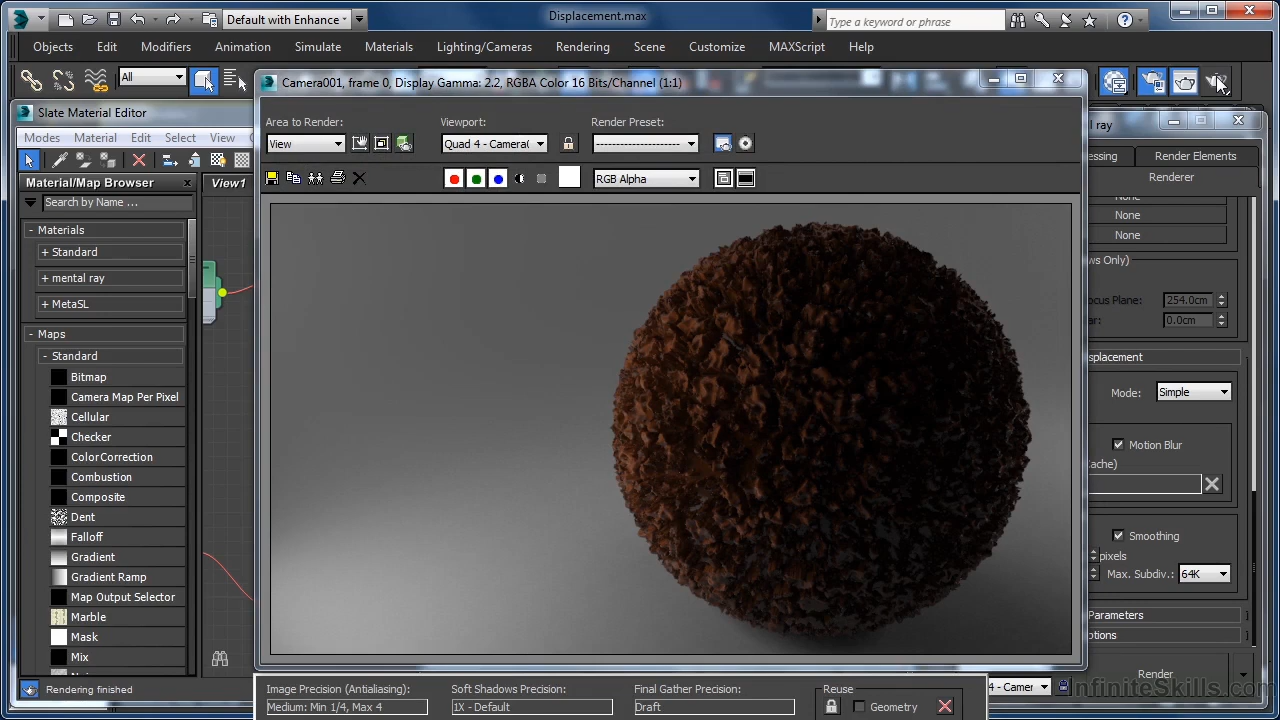 Displacement.max
Default with Enhance
Type a keyword or phrase
Objects Edit Modifiers Animation Simulate Materials Lighting/Cameras Rendering Scene Customize MAXScript Help
All
Camera001, frame 0, Display Gamma: 2.2, RGBA Color 16 Bits/Channel (1:1)
Slate Material Editor
Modes Material Edit Select View
Area to Render: Viewport: Render Preset:
View
Quad 4 - Camera(
-----------------------
RGB Alpha
Material/Map Browser
View1
Search by Name ...
- Materials
+ Standard
+ mental ray
+ MetaSL
- Maps
- Standard
Bitmap
Camera Map Per Pixel
Cellular
Checker
ColorCorrection
Combustion
Composite
Dent
Falloff
Gradient
Gradient Ramp
Map Output Selector
Marble
Mask
Mix
Rendering finished
l ray
essing
Render Elements
Renderer
None
None
None
ws Only)
ocus Plane: 254.0cm
ar: 0.0cm
splacement
Mode: Simple
Motion Blur
Cache)
Smoothing
pixels
Max. Subdiv.: 64K
Parameters
ptions
4 - Camer
Render
Image Precision (Antialiasing):
Medium: Min 1/4, Max 4
Soft Shadows Precision:
1X - Default
Final Gather Precision:
Draft
Reuse
Geometry
InfiniteSkills.com